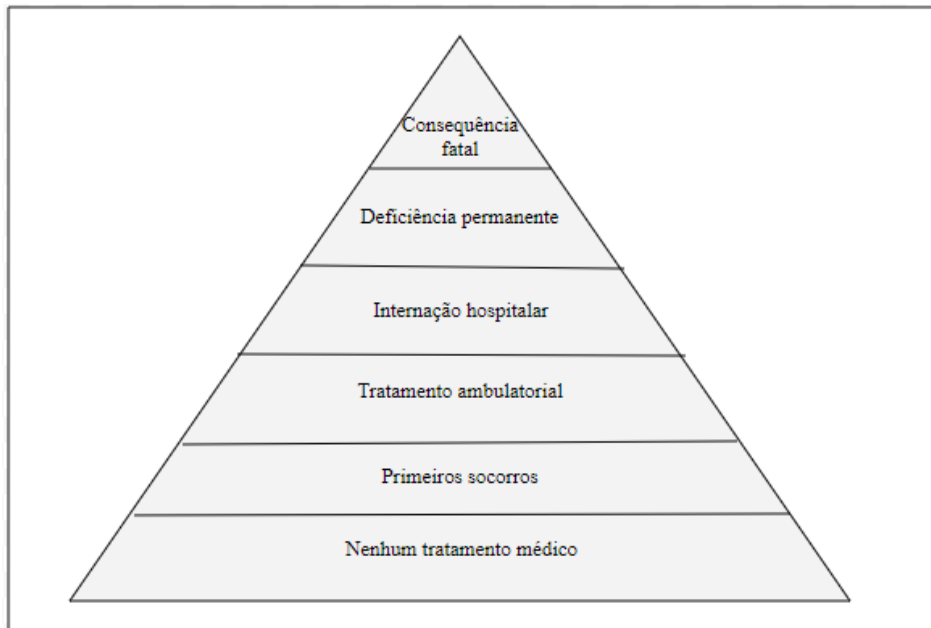 Consequência
fatal
Deficiência permanente
Internação hospitalar
Tratamento ambulatorial
Primeiros socorros
Nenhum tratamento médico